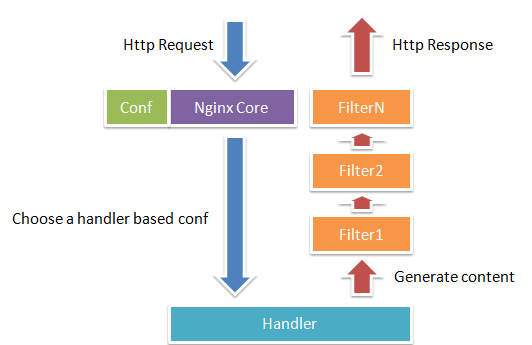 Http Request
Http Response
Conf
Nginx Core
FilterN
Filter2
Choose a handler based conf
Filter1
Generate content
Handler